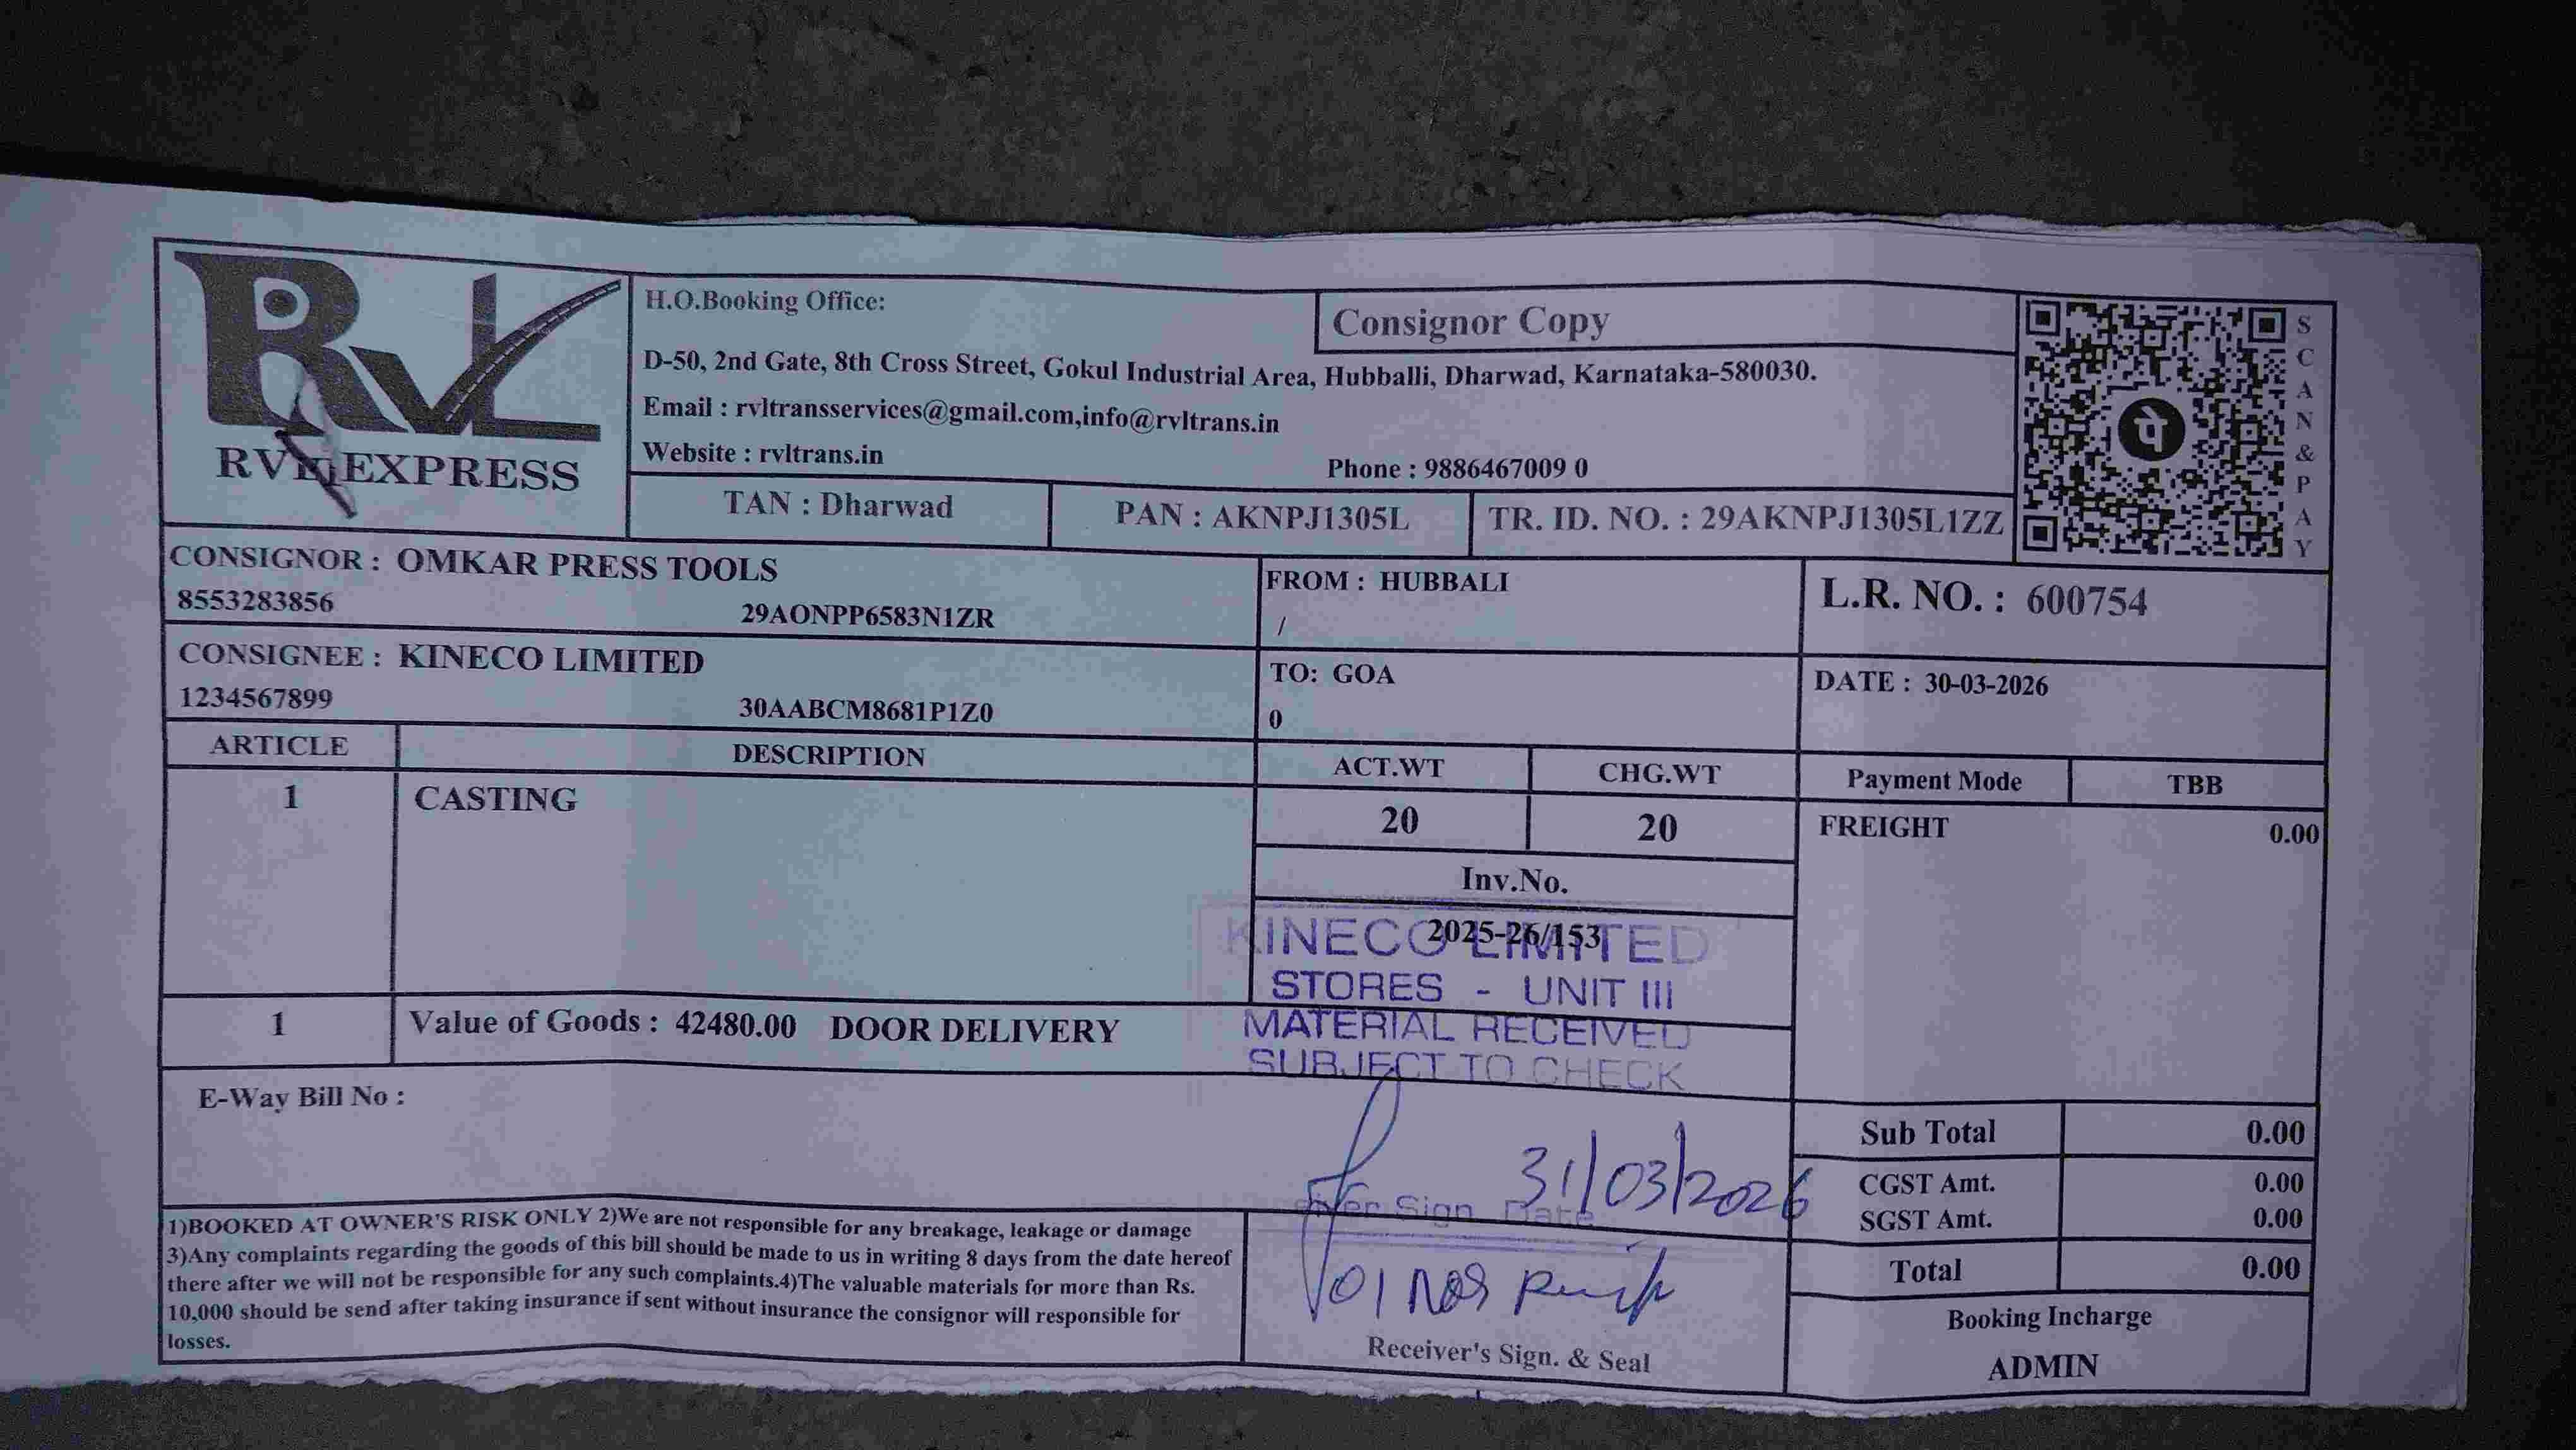 RVL EXPRESS
H.O.Booking Office:
Consignor Copy
D-50, 2nd Gate, 8th Cross Street, Gokul Industrial Area, Hubballi, Dharwad, Karnataka-580030.
Email : rvltransservices@gmail.com,info@rvltrans.in
Website : rvltrans.in
Phone : 9886467009 0
TAN : Dharwad
PAN : AKNPJ1305L
TR. ID. NO. : 29AKNPJ1305L1ZZ
पे
SCAN&PAY
CONSIGNOR : OMKAR PRESS TOOLS
8553283856 29AONPP6583N1ZR
FROM : HUBBALI
/
L.R. NO. : 600754
CONSIGNEE : KINECO LIMITED
1234567899 30AABCM8681P1Z0
TO: GOA
0
DATE : 30-03-2026
ARTICLE DESCRIPTION ACT.WT CHG.WT Payment Mode TBB
1 CASTING 20 20 FREIGHT 0.00
Inv.No.
2025-26/153
KINECO LIMITED
STORES - UNIT III
MATERIAL RECEIVED
SUBJECT TO CHECK
1 Value of Goods : 42480.00 DOOR DELIVERY
E-Way Bill No :
Sign Date
31/03/2026
01 Nos
Receiver's Sign. & Seal
Sub Total 0.00
CGST Amt. 0.00
SGST Amt. 0.00
Total 0.00
Booking Incharge
ADMIN
1)BOOKED AT OWNER'S RISK ONLY 2)We are not responsible for any breakage, leakage or damage
3)Any complaints regarding the goods of this bill should be made to us in writing 8 days from the date hereof
there after we will not be responsible for any such complaints.4)The valuable materials for more than Rs.
10,000 should be send after taking insurance if sent without insurance the consignor will responsible for
losses.